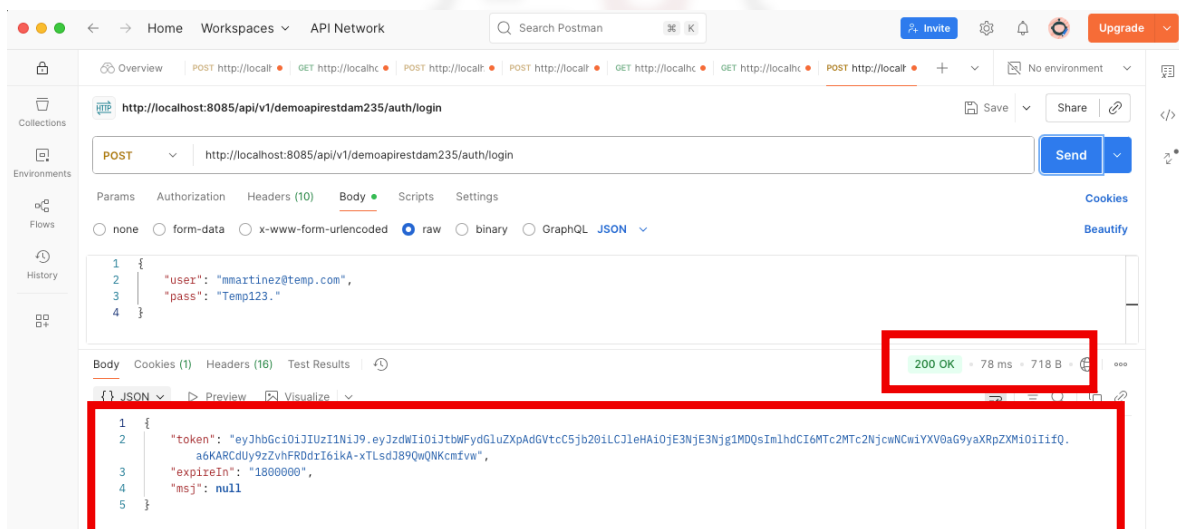 Home Workspaces API Network Search Postman ⌘ K Invite Upgrade
Overview POST http://localh GET http://localhc POST http://localh POST http://localh GET http://localhc GET http://localhc POST http://localh No environment
HTTP http://localhost:8085/api/v1/demoapirestdam235/auth/login Save Share
Collections
POST http://localhost:8085/api/v1/demoapirestdam235/auth/login Send
Environments
Params Authorization Headers (10) Body Scripts Settings Cookies
Flows
none form-data x-www-form-urlencoded raw binary GraphQL JSON Beautify
History
1 {
2 "user": "mmartinez@temp.com",
3 "pass": "Temp123."
4 }
Body Cookies (1) Headers (16) Test Results 200 OK 78 ms 718 B
{} JSON Preview Visualize
1 {
2 "token": "eyJhbGciOiJIUzI1NiJ9.eyJzdWIiOiJtbWFydGluZXpAdGVtcC5jb20iLCJleHAiOjE3NjE3Njg1MDQsImlhdCI6MTc2MTc2NjcwNCwiYXV0aG9yaXRpZXMiOiIifQ.
a6KARCdUy9zZvhFRDdrI6ikA-xTLsdJ89QwQNKcmfvw",
3 "expireIn": "1800000",
4 "msj": null
5 }